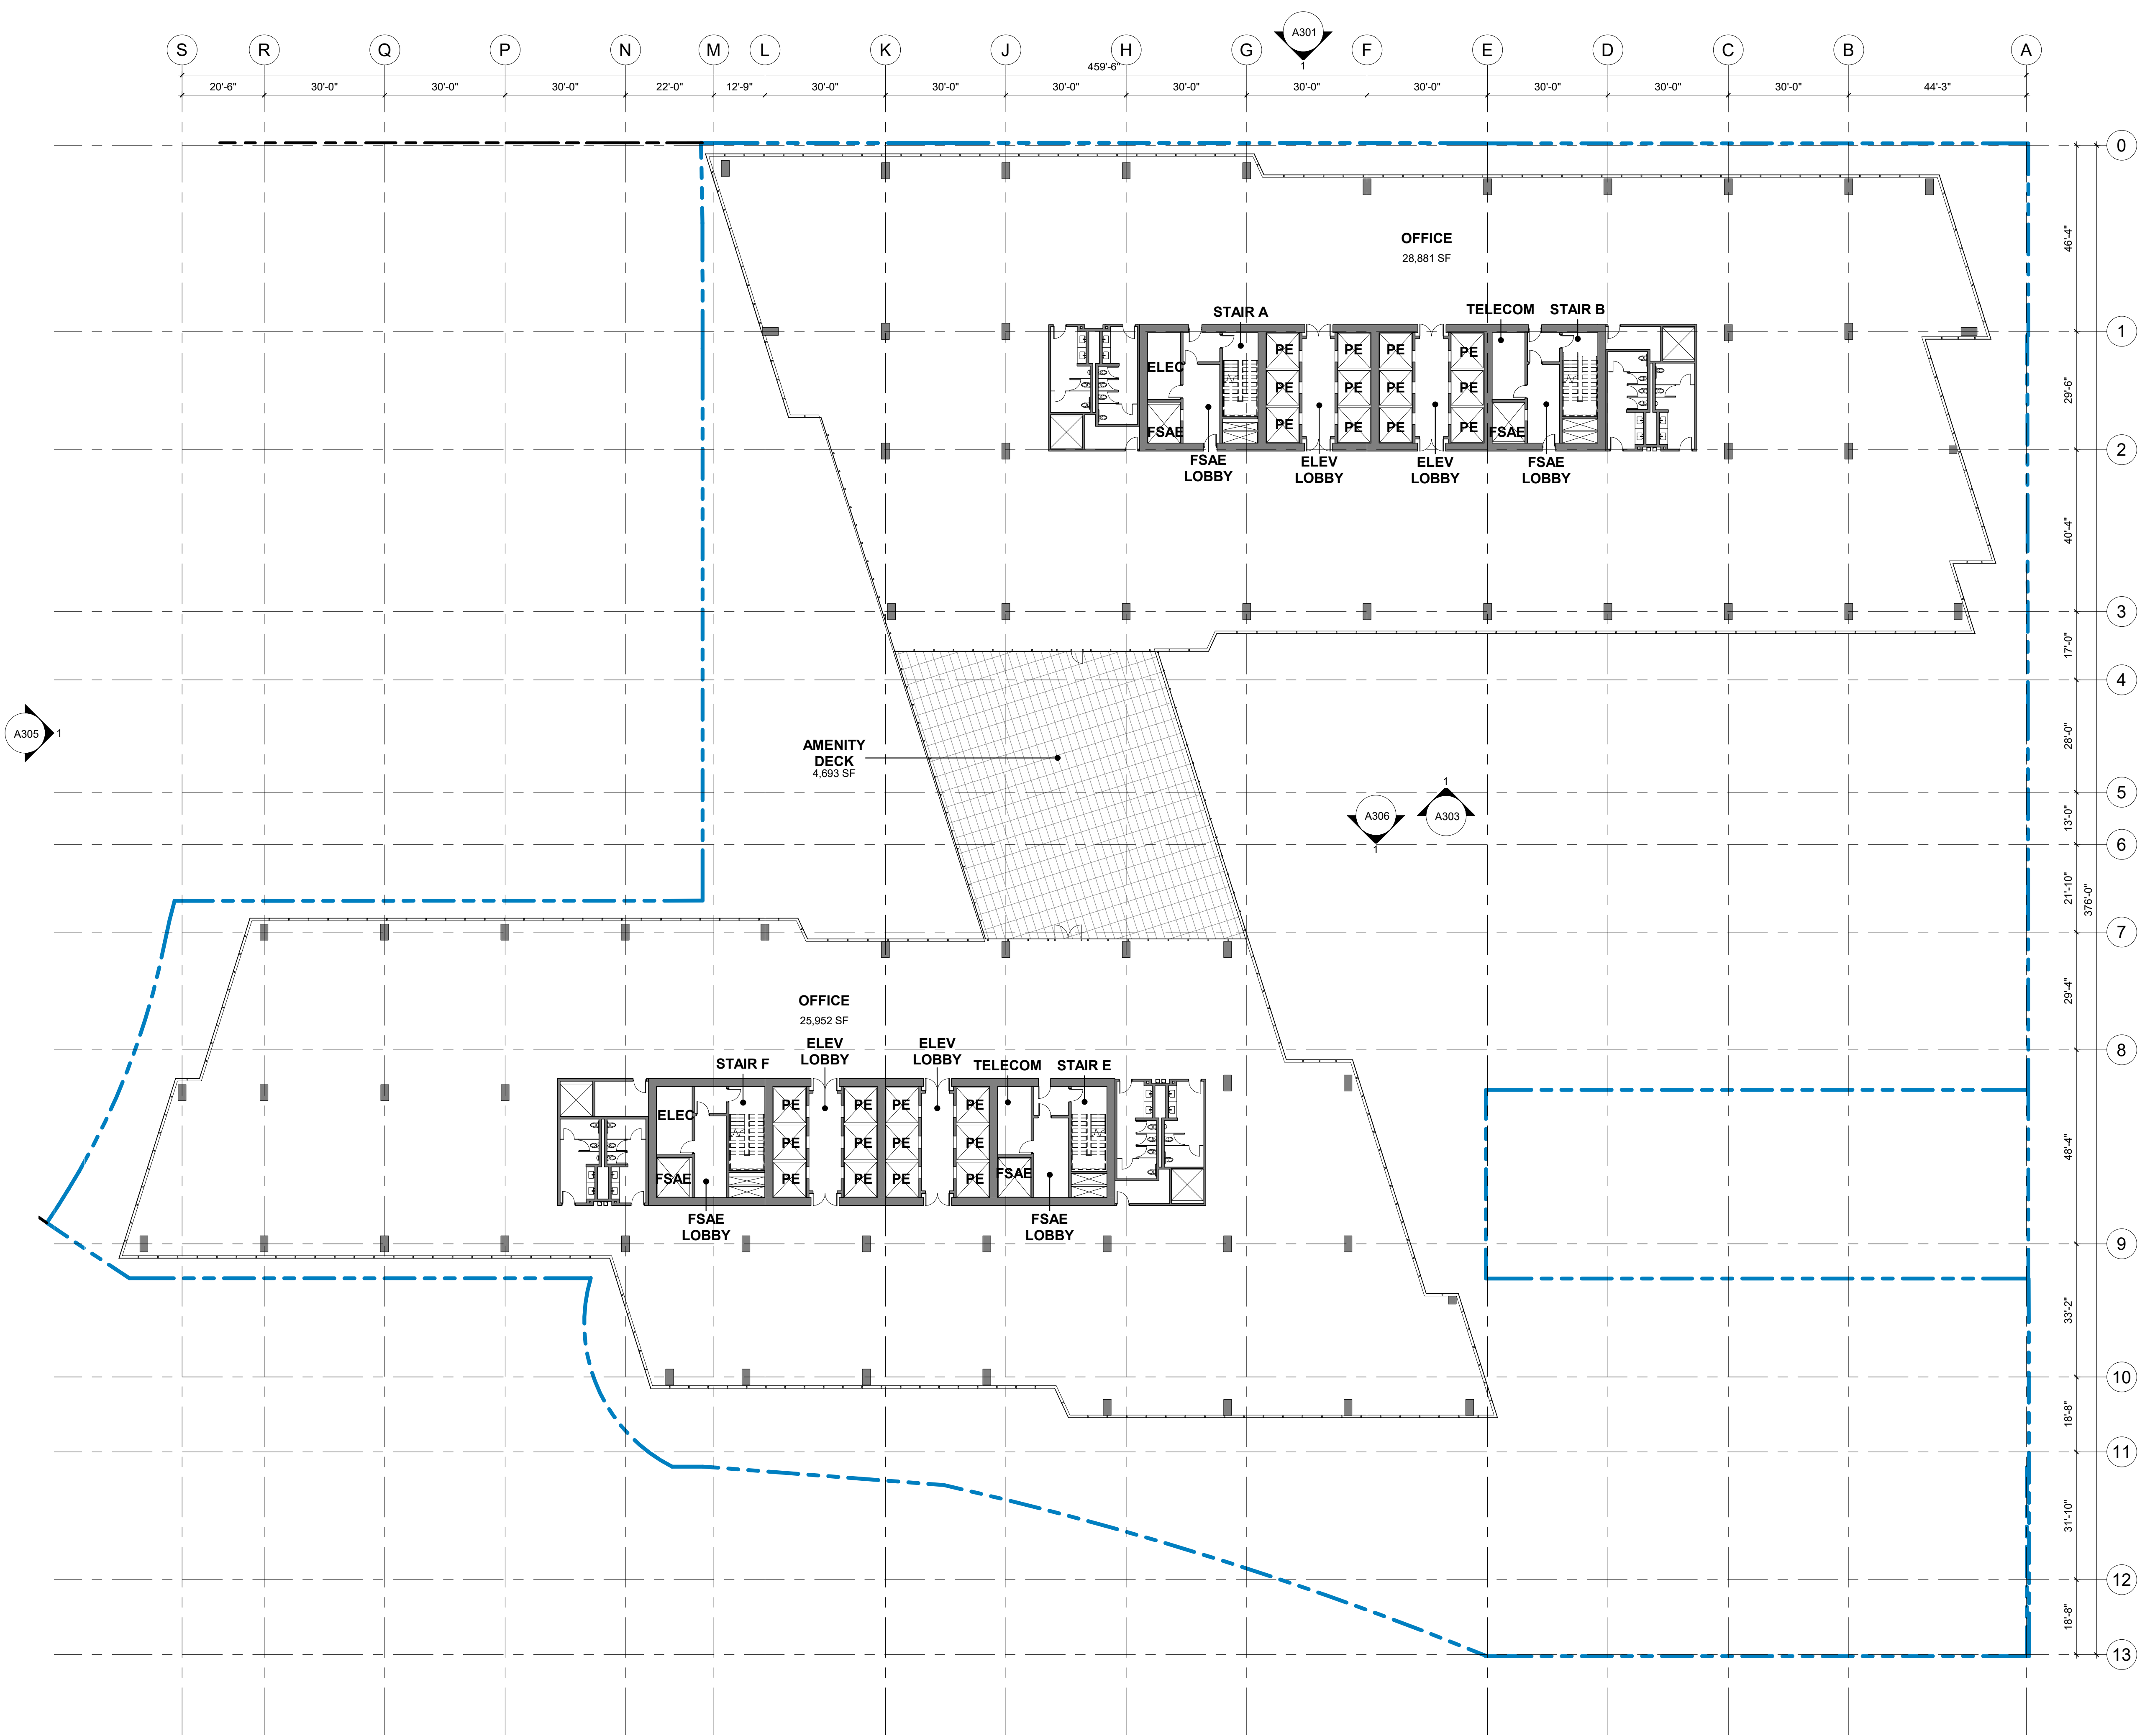 A301
1
S R Q P N M L K J H G F E D C B A
459'-6"
20'-6" 30'-0" 30'-0" 30'-0" 22'-0" 12'-9" 30'-0" 30'-0" 30'-0" 30'-0" 30'-0" 30'-0" 30'-0" 30'-0" 30'-0" 44'-3"
0
46'-4"
OFFICE
28,881 SF
STAIR A
TELECOM
STAIR B
1
PE PE PE PE
ELEC
PE PE PE PE
29'-6"
FSAE
PE PE PE PE
FSAE
2
FSAE
LOBBY
ELEV
LOBBY
ELEV
LOBBY
FSAE
LOBBY
40'-4"
3
17'-0"
4
A305
1
AMENITY
DECK
4,693 SF
28'-0"
5
A306
1
1
A303
13'-0"
6
21'-10"
376'-0"
7
29'-4"
OFFICE
25,952 SF
ELEV
LOBBY
ELEV
LOBBY
8
STAIR F
TELECOM
STAIR E
PE PE PE PE
ELEC
PE PE PE PE
48'-4"
FSAE
PE PE PE PE
FSAE
FSAE
LOBBY
FSAE
LOBBY
9
33'-2"
10
18'-8"
11
31'-10"
12
18'-8"
13